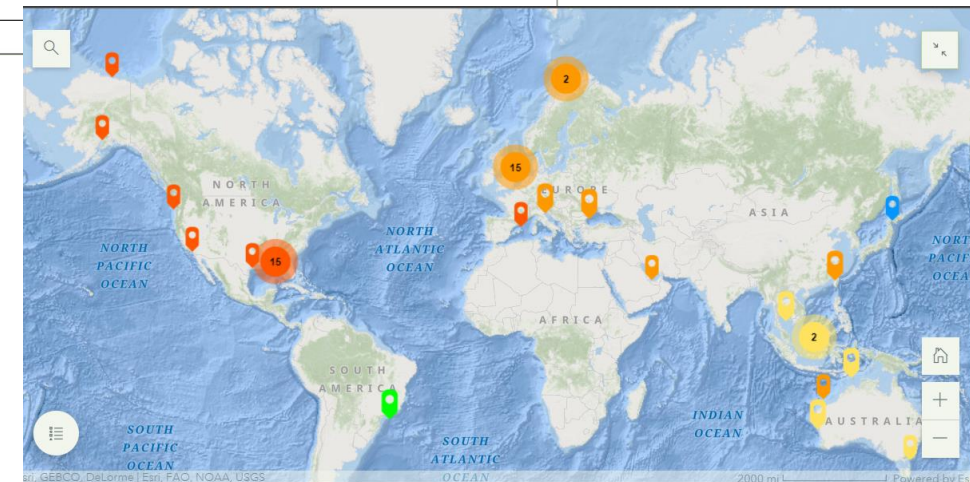 2
15
EUROPE
NORTH
AMERICA
ASIA
NORTH
ATLANTIC
OCEAN
NORTH
PACIFIC
OCEAN
15
NORT
PACIF
OCEA
AFRICA
2
SOUTH
AMERICA
INDIAN
OCEAN
AUSTRALIA
SOUTH
PACIFIC
OCEAN
SOUTH
ATLANTIC
OCEAN
sri, GEBCO, DeLorme | Esri, FAO, NOAA, USGS
2000 mi
Powered by Es